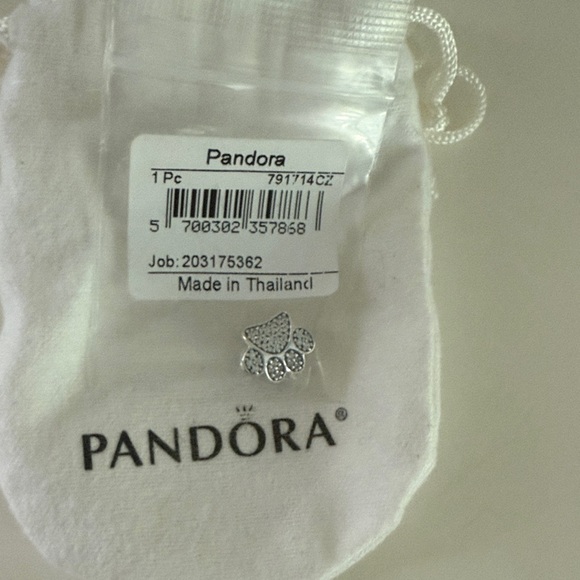 Pandora
1 Pc 791714CZ
5 700302 357868
Job: 203175362
Made in Thailand
PANDORA®